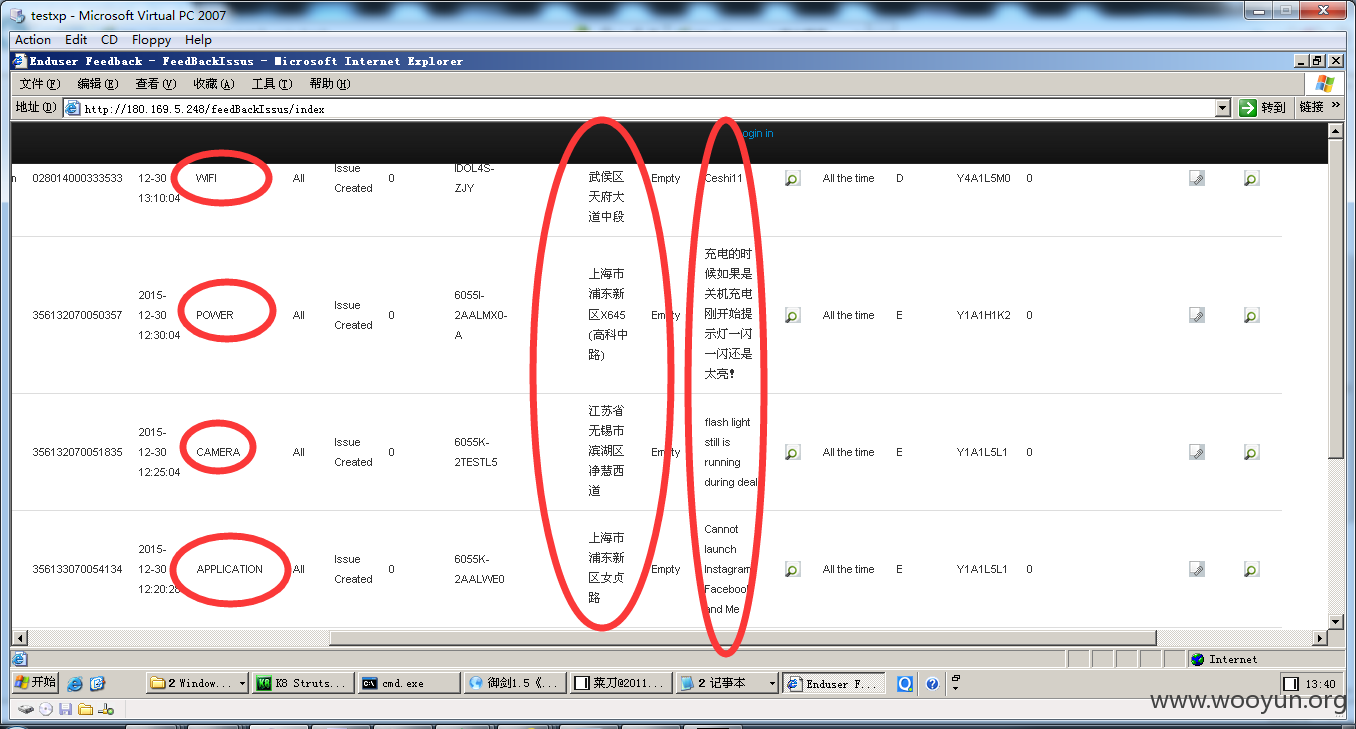 testxp - Microsoft Virtual PC 2007
Action Edit CD Floppy Help
Enduser Feedback - FeedBackIssus - Microsoft Internet Explorer
文件(F) 编辑(E) 查看(V) 收藏(A) 工具(T) 帮助(H)
地址(D) http://180.169.5.248/feedBackIssus/index 转到 链接 »
ogin in
n 028014000333533
12-30
13:10:04
WIFI
All
Issue
Created
0
IDOL4S-
ZJY
武侯区
天府大
道中段
Empty
Ceshi11
All the time
D
Y4A1L5M0
0
356132070050357
2015-
12-30
12:30:04
POWER
All
Issue
Created
0
6055I-
2AALMX0-
A
上海市
浦东新
区X645
(高科中
路)
Empty
充电的时
候如果是
关机充电
刚开始提
示灯一闪
一闪还是
太亮!
All the time
E
Y1A1H1K2
0
356132070051835
2015-
12-30
12:25:04
CAMERA
All
Issue
Created
0
6055K-
2TESTL5
江苏省
无锡市
滨湖区
诤慧西
道
Empty
flash light
still is
running
during deal
All the time
E
Y1A1L5L1
0
356133070054134
2015-
12-30
12:20:28
APPLICATION
All
Issue
Created
0
6055K-
2AALWE0
上海市
浦东新
区女贞
路
Empty
Cannot
launch
Instagram
Facebook
and Me
All the time
E
Y1A1L5L1
0
Internet
开始 2 Window... K8 Struts... cmd.exe 御剑1.5 《... 菜刀@2011... 2 记事本 Enduser F... 13:40
www.wooyun.org